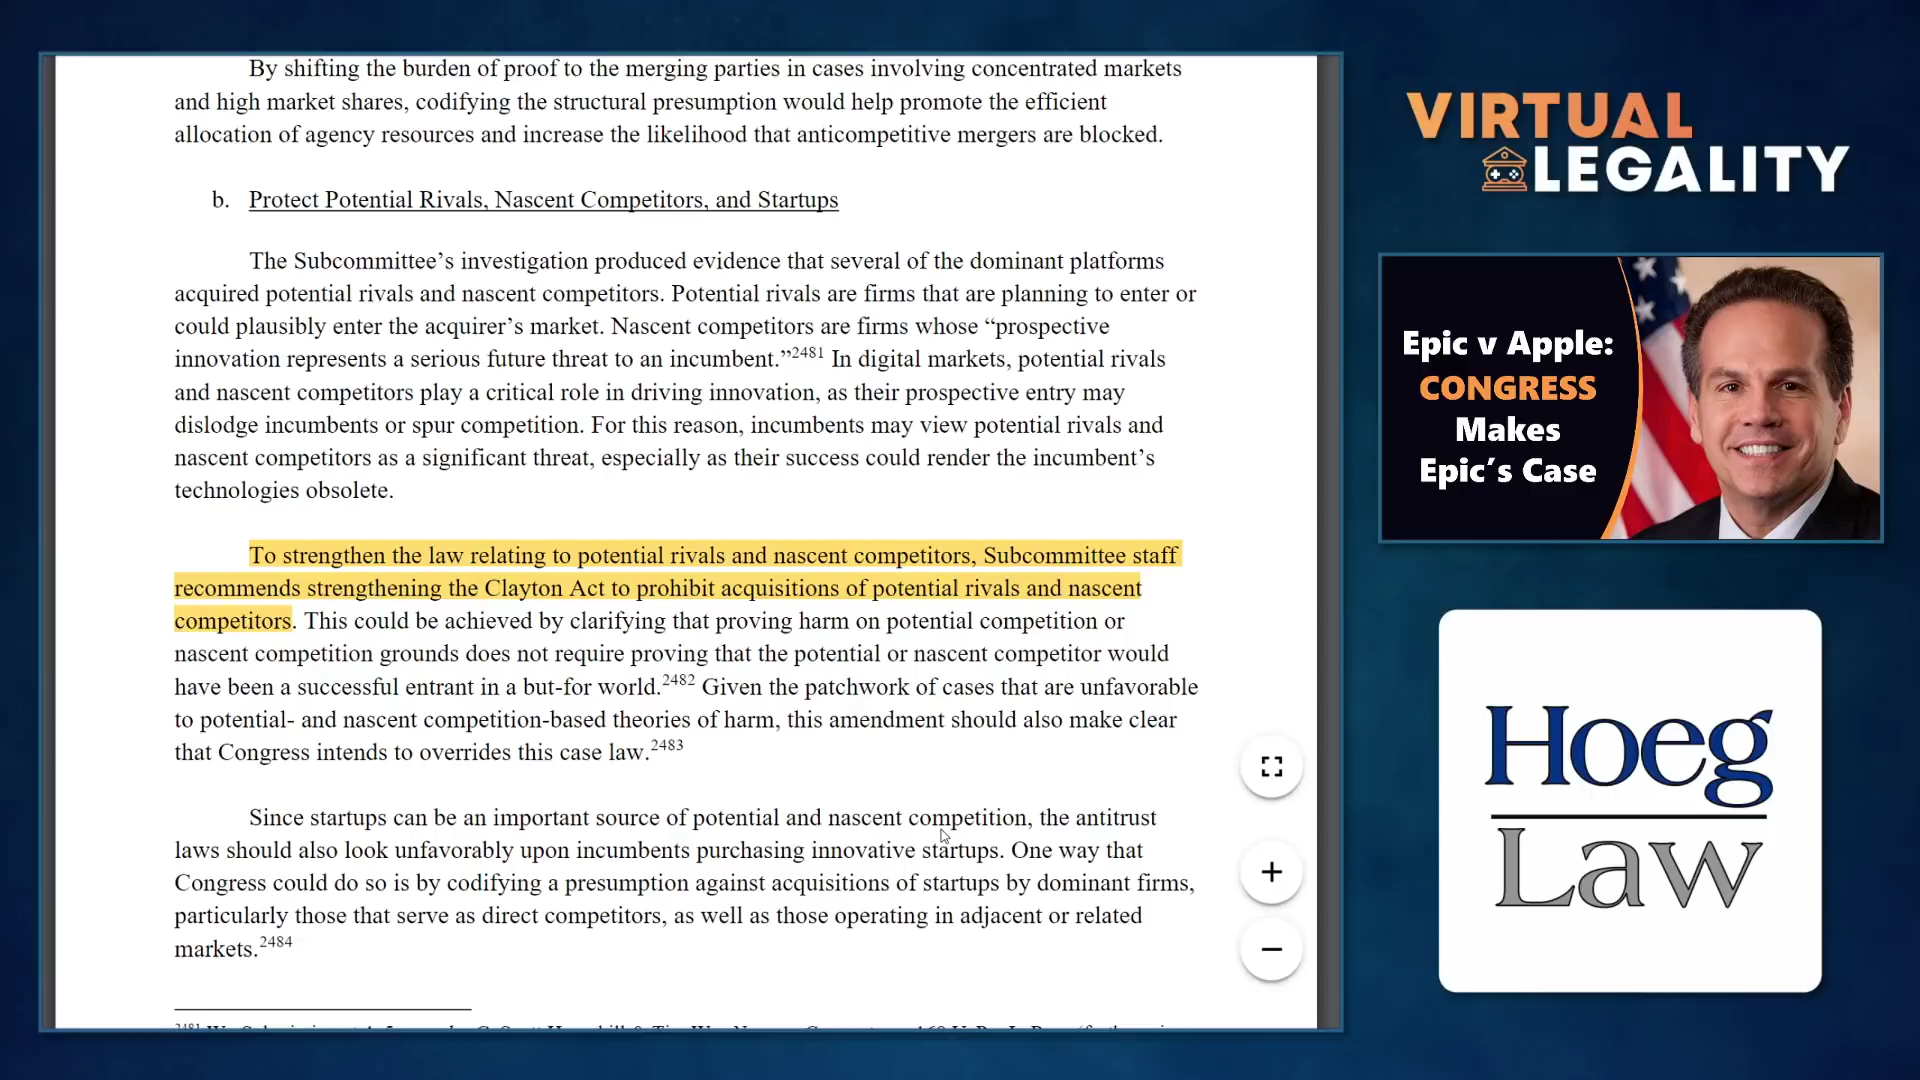 By shifting the burden of proof to the merging parties in cases involving concentrated markets
and high market shares, codifying the structural presumption would help promote the efficient
allocation of agency resources and increase the likelihood that anticompetitive mergers are blocked.
b. Protect Potential Rivals, Nascent Competitors, and Startups
The Subcommittee’s investigation produced evidence that several of the dominant platforms
acquired potential rivals and nascent competitors. Potential rivals are firms that are planning to enter or
could plausibly enter the acquirer’s market. Nascent competitors are firms whose “prospective
innovation represents a serious future threat to an incumbent.”2481 In digital markets, potential rivals
and nascent competitors play a critical role in driving innovation, as their prospective entry may
dislodge incumbents or spur competition. For this reason, incumbents may view potential rivals and
nascent competitors as a significant threat, especially as their success could render the incumbent’s
technologies obsolete.
To strengthen the law relating to potential rivals and nascent competitors, Subcommittee staff
recommends strengthening the Clayton Act to prohibit acquisitions of potential rivals and nascent
competitors. This could be achieved by clarifying that proving harm on potential competition or
nascent competition grounds does not require proving that the potential or nascent competitor would
have been a successful entrant in a but-for world.2482 Given the patchwork of cases that are unfavorable
to potential- and nascent competition-based theories of harm, this amendment should also make clear
that Congress intends to overrides this case law.2483
Since startups can be an important source of potential and nascent competition, the antitrust
laws should also look unfavorably upon incumbents purchasing innovative startups. One way that
Congress could do so is by codifying a presumption against acquisitions of startups by dominant firms,
particularly those that serve as direct competitors, as well as those operating in adjacent or related
markets.2484
VIRTUAL
LEGALITY
Epic v Apple:
CONGRESS
Makes
Epic’s Case
Hoeg
Law